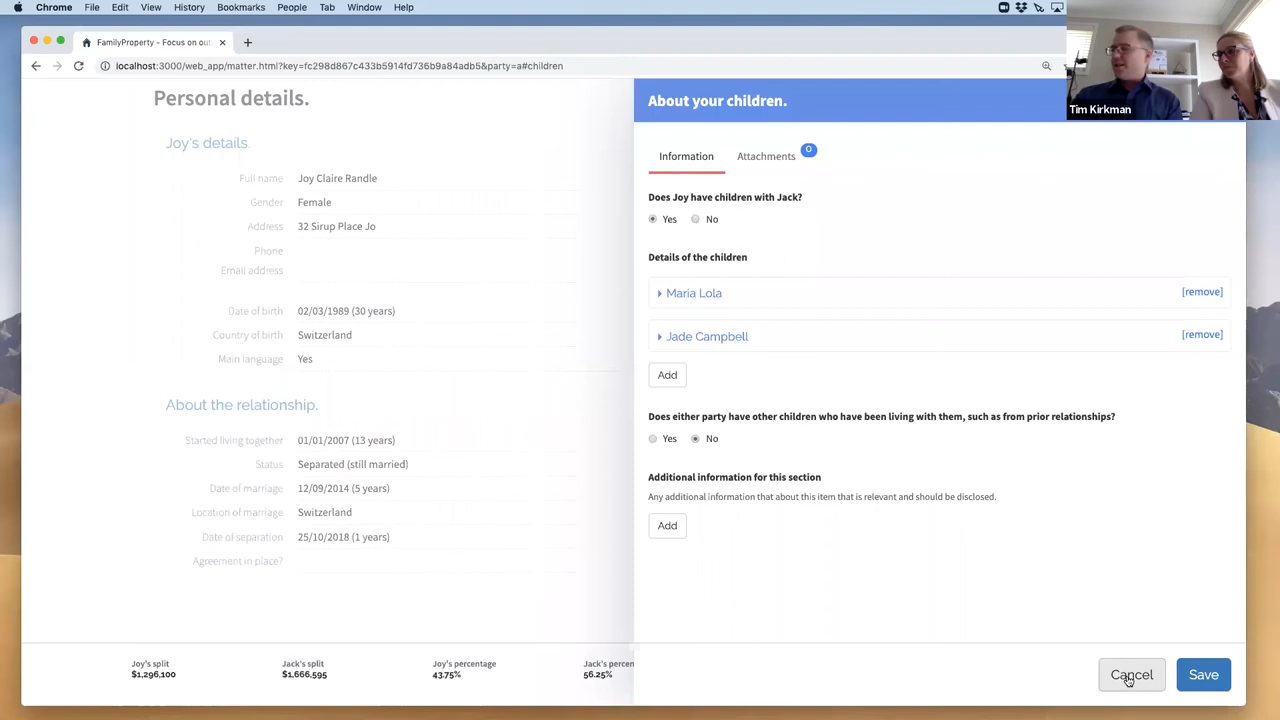 Chrome File Edit View History Bookmarks People Tab Window Help
FamilyProperty - Focus on out
localhost:3000/web_app/matter.html?key=fc298d867c433b5914fd736b9a84adb5&party=a#children
Tim Kirkman
Personal details.
Joy's details.
Full name Joy Claire Randle
Gender Female
Address 32 Sirup Place Jo
Phone
Email address
Date of birth 02/03/1989 (30 years)
Country of birth Switzerland
Main language Yes
About the relationship.
Started living together 01/01/2007 (13 years)
Status Separated (still married)
Date of marriage 12/09/2014 (5 years)
Location of marriage Switzerland
Date of separation 25/10/2018 (1 years)
Agreement in place?
Joy's split Jack's split Joy's percentage Jack's percen
$1,296,100 $1,666,595 43.75% 56.25%
About your children.
Information Attachments 0
Does Joy have children with Jack?
Yes No
Details of the children
Maria Lola [remove]
Jade Campbell [remove]
Add
Does either party have other children who have been living with them, such as from prior relationships?
Yes No
Additional information for this section
Any additional information that about this item that is relevant and should be disclosed.
Add
Cancel Save